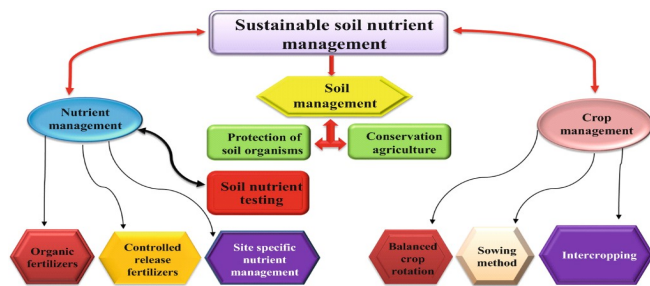 Sustainable soil nutrient
management
Soil
management
Nutrient
management
Crop
management
Protection of
soil organisms
Conservation
agriculture
Soil nutrient
testing
Organic
fertilizers
Controlled
release
fertilizers
Site specific
nutrient
management
Balanced
crop
rotation
Sowing
method
Intercropping